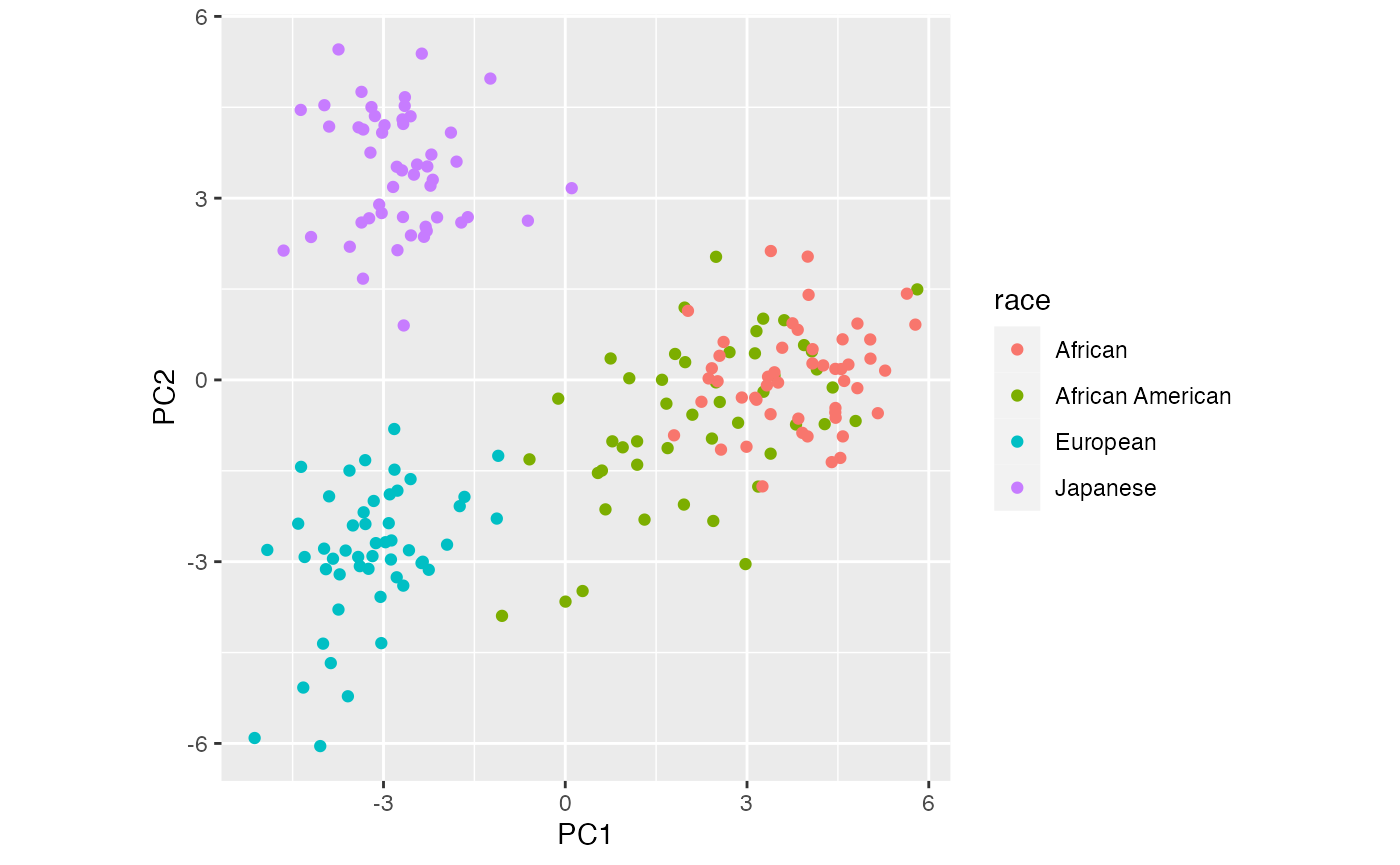 6
3
0
-3
-6
PC2
-3 0 3 6
PC1
race
African
African American
European
Japanese